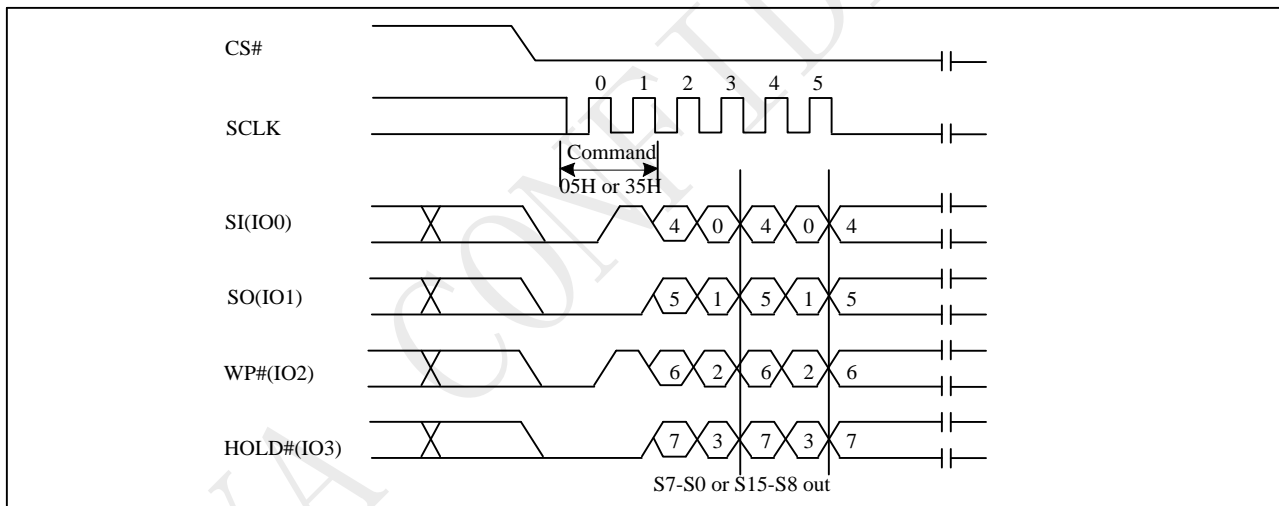 CS#
0 1 2 3 4 5
SCLK
Command
05H or 35H
SI(IO0) 4 0 4 0 4
SO(IO1) 5 1 5 1 5
WP#(IO2) 6 2 6 2 6
HOLD#(IO3) 7 3 7 3 7
S7-S0 or S15-S8 out